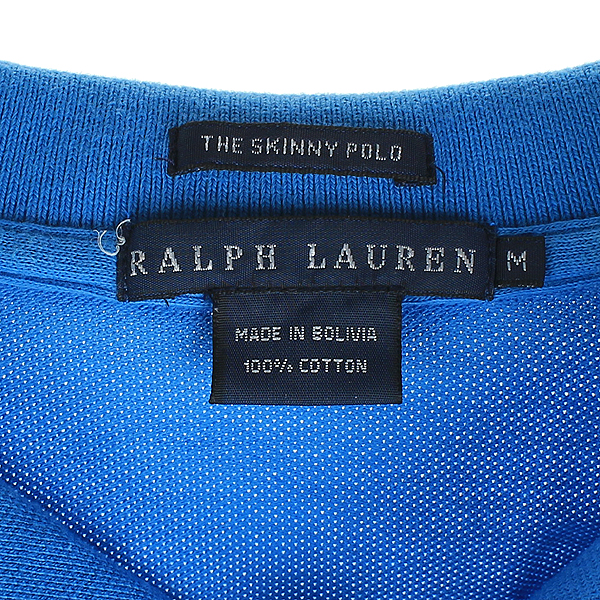 THE SKINNY POLO
RALPH LAUREN M
MADE IN BOLIVIA
100% COTTON